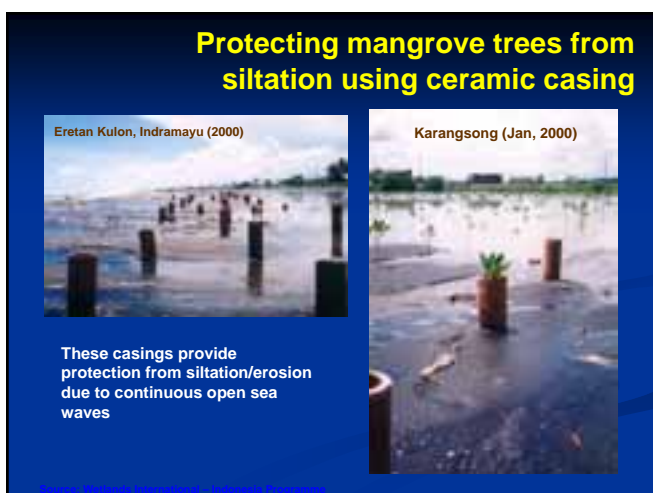 Protecting mangrove trees from
siltation using ceramic casing
Eretan Kulon, Indramayu (2000)
Karangsong (Jan, 2000)
These casings provide
protection from siltation/erosion
due to continuous open sea
waves
Source: Wetlands International – Indonesia Programme